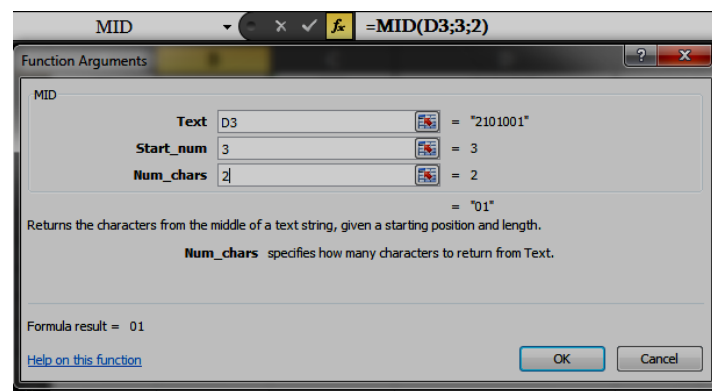 MID fx =MID(D3;3;2)
Function Arguments ? X
MID
Text D3 = "2101001"
Start_num 3 = 3
Num_chars 2 = 2
= "01"
Returns the characters from the middle of a text string, given a starting position and length.
Num_chars specifies how many characters to return from Text.
Formula result = 01
Help on this function OK Cancel